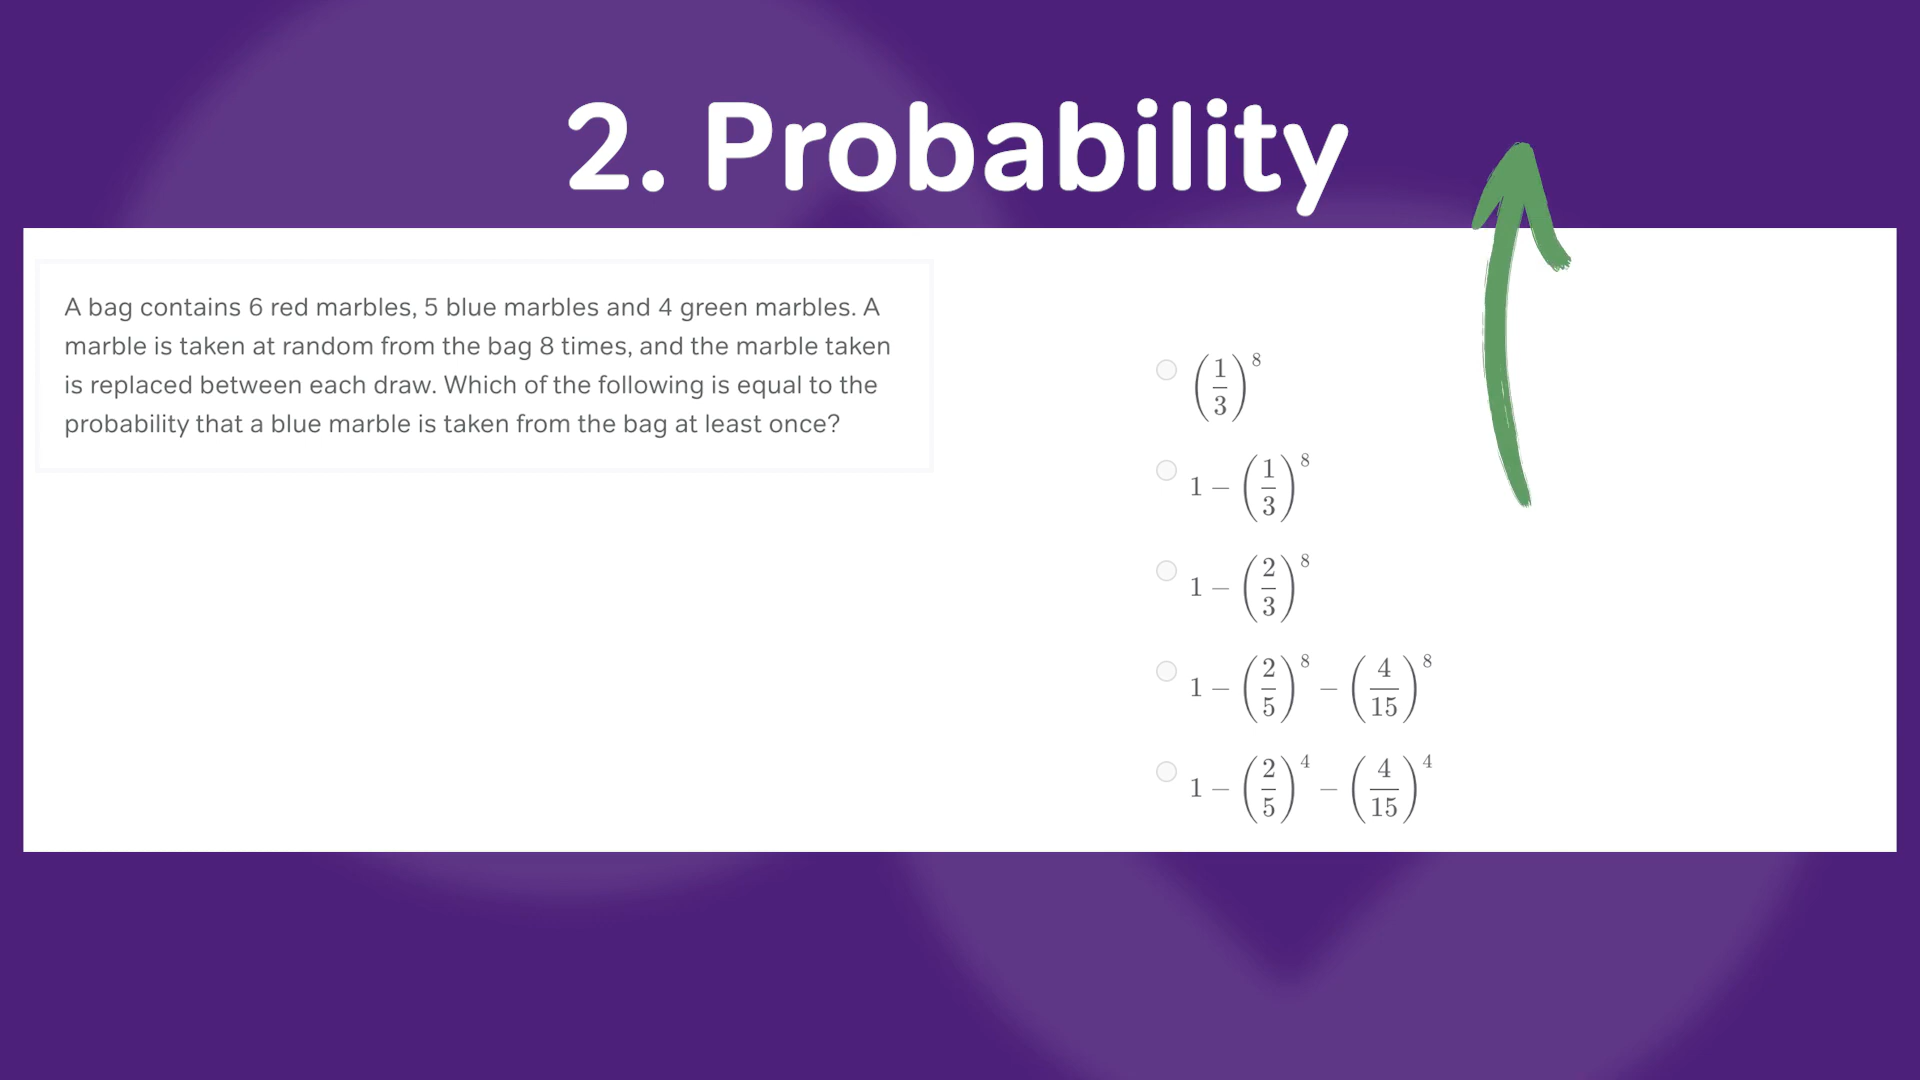 2. Probability
A bag contains 6 red marbles, 5 blue marbles and 4 green marbles. A
marble is taken at random from the bag 8 times, and the marble taken
is replaced between each draw. Which of the following is equal to the
probability that a blue marble is taken from the bag at least once?
(1/3)^8
1 − (1/3)^8
1 − (2/3)^8
1 − (2/5)^8 − (4/15)^8
1 − (2/5)^4 − (4/15)^4